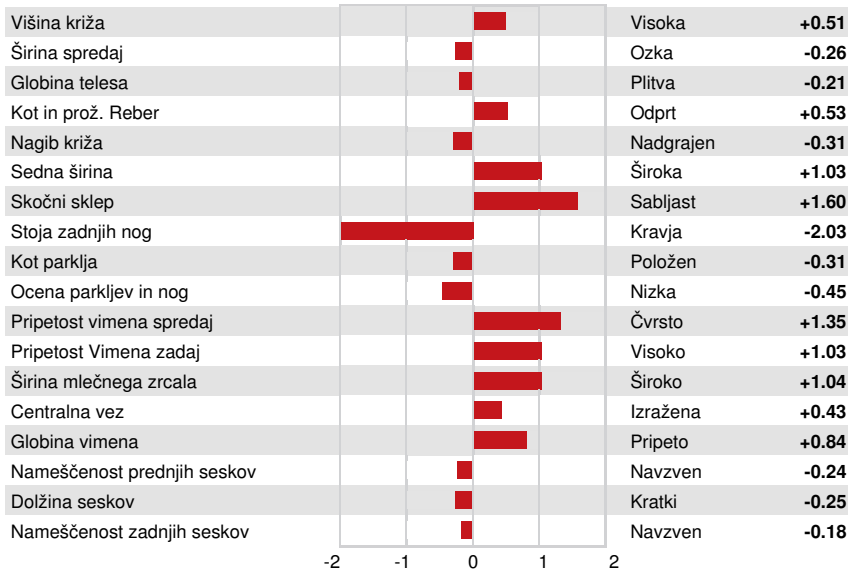 Višina križa Visoka +0.51
Širina spredaj Ozka -0.26
Globina telesa Plitva -0.21
Kot in prož. Reber Odprt +0.53
Nagib križa Nadgrajen -0.31
Sedna širina Široka +1.03
Skočni sklep Sabljast +1.60
Stoja zadnjih nog Kravja -2.03
Kot parklja Položen -0.31
Ocena parkljev in nog Nizka -0.45
Pripetost vimena spredaj Čvrsto +1.35
Pripetost Vimena zadaj Visoko +1.03
Širina mlečnega zrcala Široko +1.04
Centralna vez Izražena +0.43
Globina vimena Pripeto +0.84
Nameščenost prednjih seskov Navzven -0.24
Dolžina seskov Kratki -0.25
Nameščenost zadnjih seskov Navzven -0.18
-2 -1 0 1 2